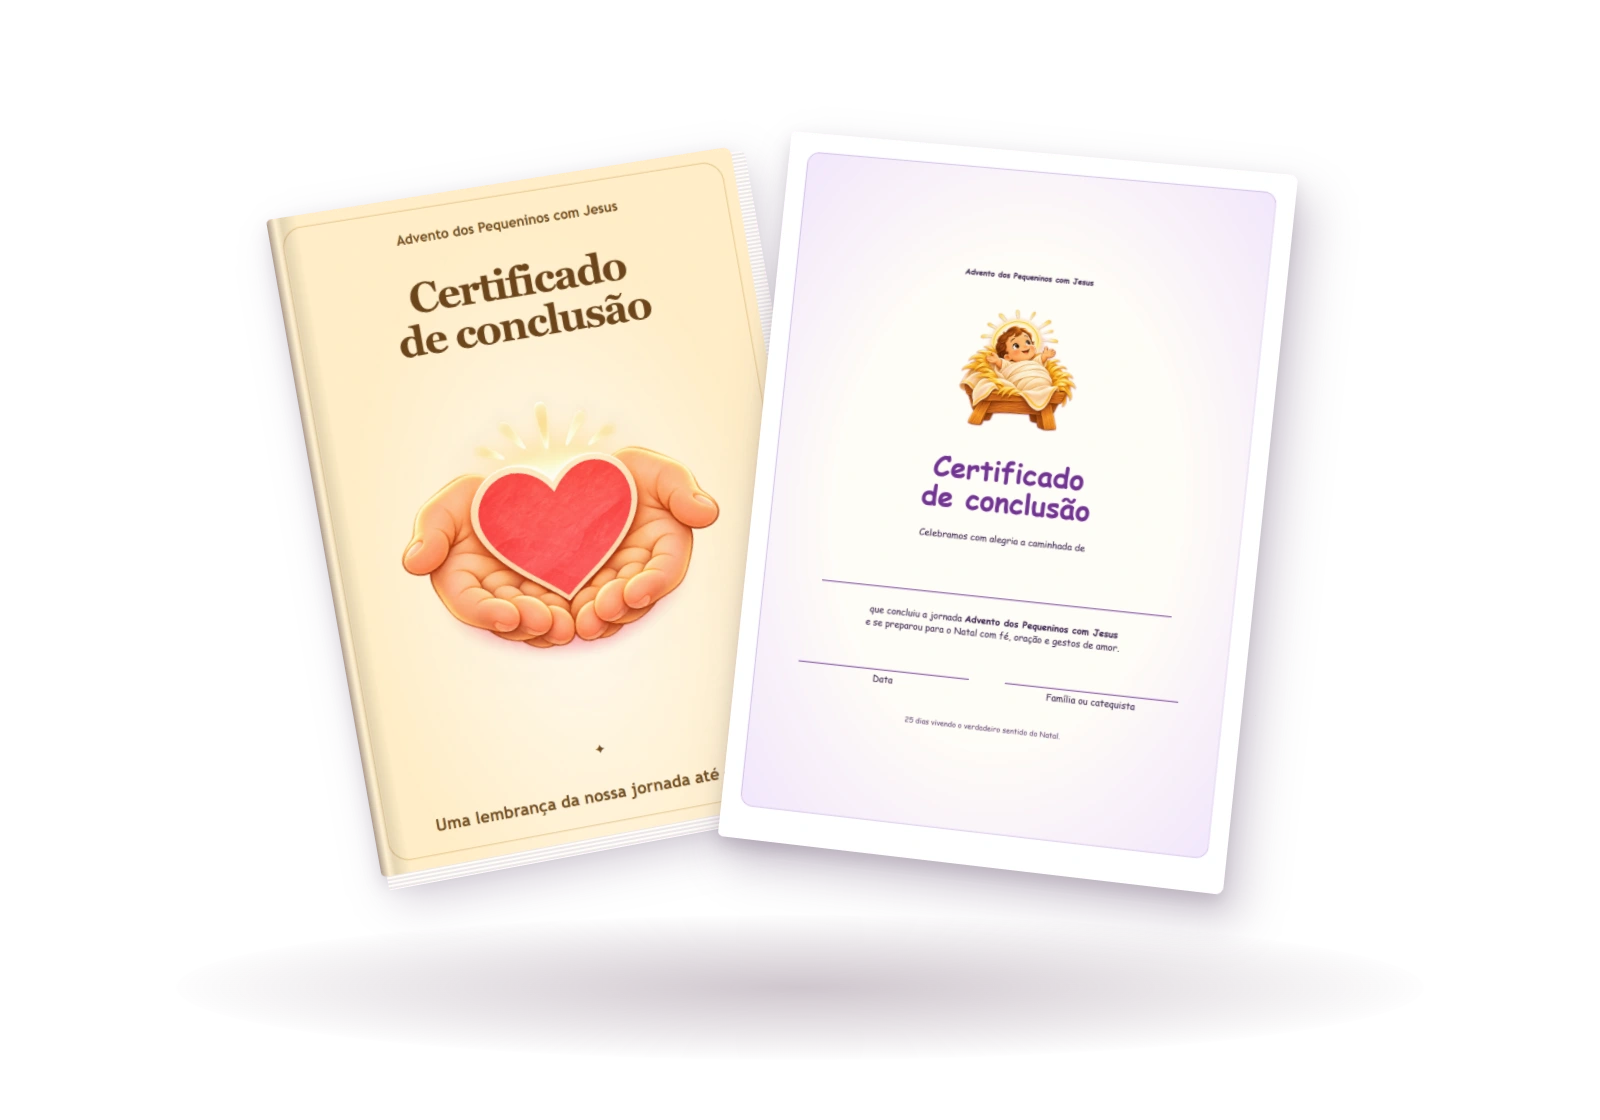 Advento dos Pequeninos com Jesus
Certificado
de conclusão
Uma lembrança da nossa jornada até
Advento dos Pequeninos com Jesus
Certificado
de conclusão
Celebramos com alegria a caminhada de
que concluiu a jornada Advento dos Pequeninos com Jesus
e se preparou para o Natal com fé, oração e gestos de amor.
Data
Família ou catequista
25 dias vivendo o verdadeiro sentido do Natal.